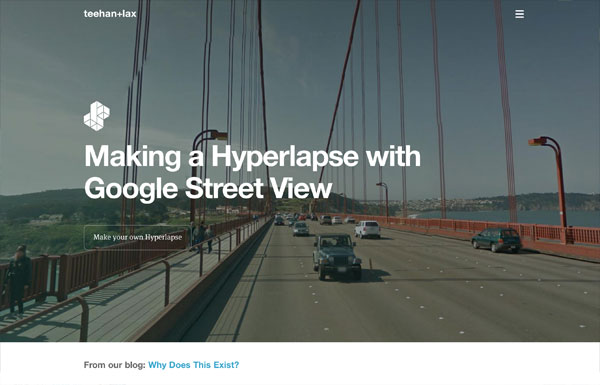 teehan+lax
Making a Hyperlapse with
Google Street View
Make your own Hyperlapse
From our blog: Why Does This Exist?